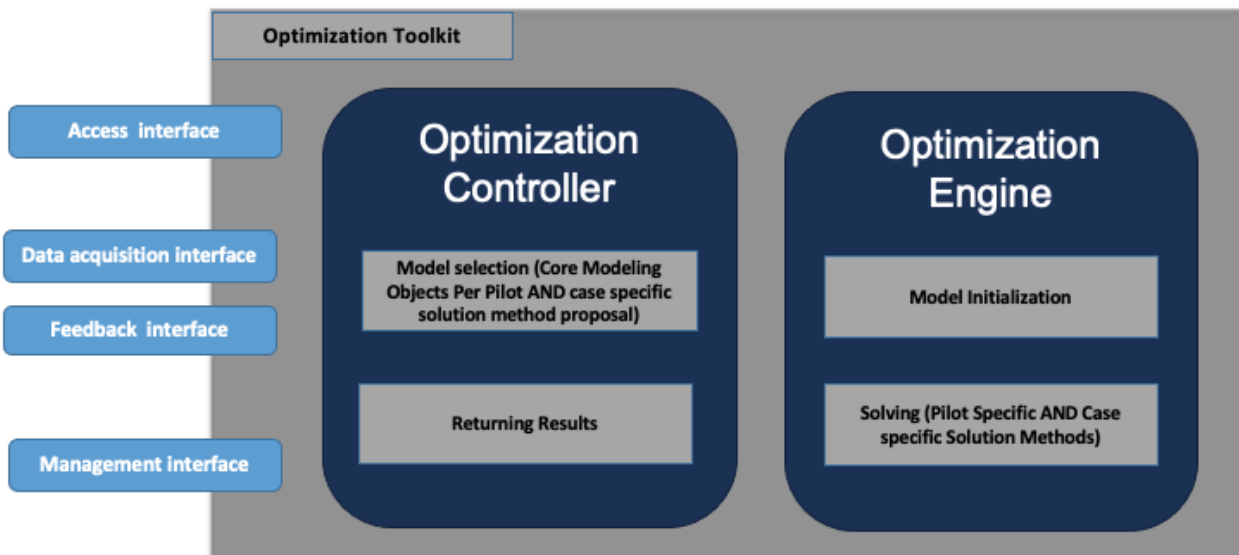 Optimization Toolkit
Access interface
Data acquisition interface
Feedback interface
Management interface
Optimization
Controller
Model selection (Core Modeling
Objects Per Pilot AND case specific
solution method proposal)
Returning Results
Optimization
Engine
Model Initialization
Solving (Pilot Specific AND Case
specific Solution Methods)